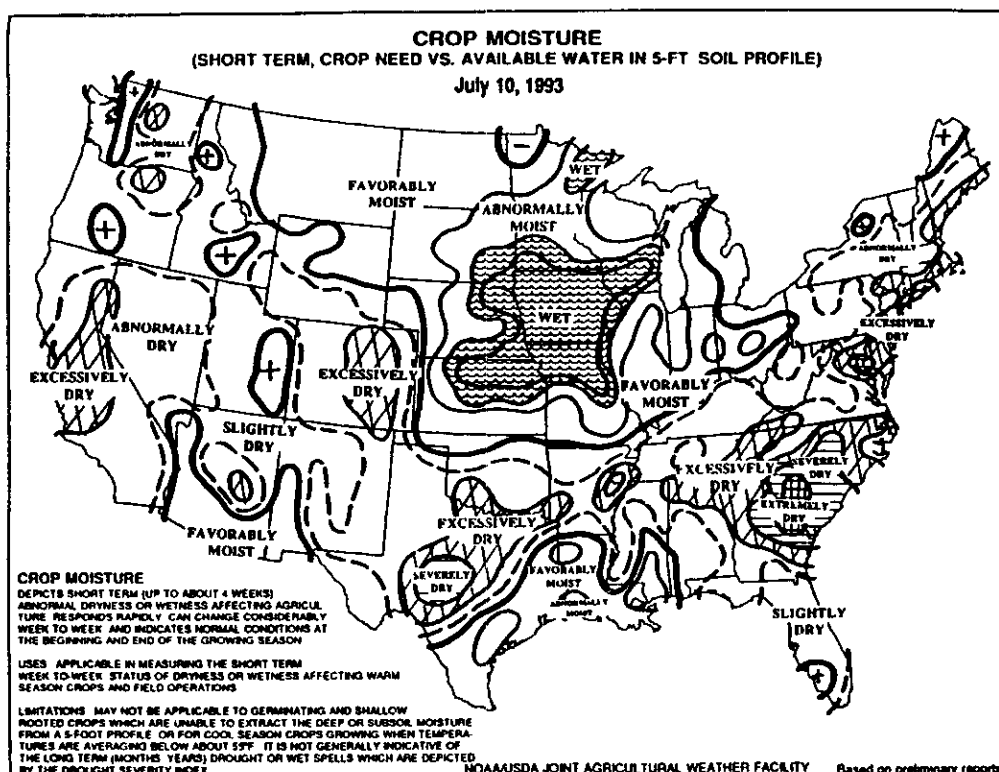 CROP MOISTURE
(SHORT TERM, CROP NEED VS. AVAILABLE WATER IN 5-FT SOIL PROFILE)
July 10, 1993
ABNORMALLY
DRY
FAVORABLY
MOIST
WET
ABNORMALLY
MOIST
ABNORMALLY
DRY
ABNORMALLY
DRY
WET
EXCESSIVELY
DRY
EXCESSIVELY
DRY
EXCESSIVELY
DRY
FAVORABLY
MOIST
SLIGHTLY
DRY
EXCESSIVELY
DRY
SEVERELY
DRY
EXTREMELY
DRY
EXCESSIVELY
DRY
FAVORABLY
MOIST
SEVERELY
DRY
FAVORABLY
MOIST
ABNORMALLY
MOIST
SLIGHTLY
DRY
CROP MOISTURE
DEPICTS SHORT TERM (UP TO ABOUT 4 WEEKS)
ABNORMAL DRYNESS OR WETNESS AFFECTING AGRICUL
TURE RESPONDS RAPIDLY CAN CHANGE CONSIDERABLY
WEEK TO WEEK AND INDICATES NORMAL CONDITIONS AT
THE BEGINNING AND END OF THE GROWING SEASON
USES APPLICABLE IN MEASURING THE SHORT TERM
WEEK-TO-WEEK STATUS OF DRYNESS OR WETNESS AFFECTING WARM
SEASON CROPS AND FIELD OPERATIONS
LIMITATIONS MAY NOT BE APPLICABLE TO GERMINATING AND SHALLOW
ROOTED CROPS WHICH ARE UNABLE TO EXTRACT THE DEEP OR SUBSOIL MOISTURE
FROM A 5-FOOT PROFILE OR FOR COOL SEASON CROPS GROWING WHEN TEMPERA-
TURES ARE AVERAGING BELOW ABOUT 55°F IT IS NOT GENERALLY INDICATIVE OF
THE LONG TERM (MONTHS YEARS) DROUGHT OR WET SPELLS WHICH ARE DEPICTED
BY THE DROUGHT SEVERITY INDEX
NOAA/USDA JOINT AGRICULTURAL WEATHER FACILITY
Based on preliminary reports